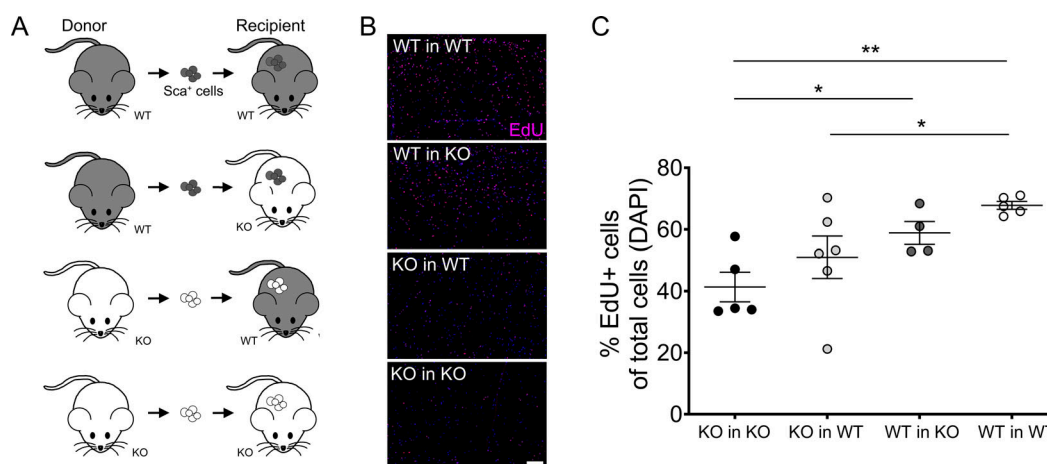 A
Donor
Recipient
Sca⁺ cells
WT
WT
WT
KO
KO
WT
KO
KO
B
WT in WT
EdU
WT in KO
KO in WT
KO in KO
C
**
*
*
% EdU+ cells
of total cells (DAPI)
80
60
40
20
0
KO in KO
KO in WT
WT in KO
WT in WT